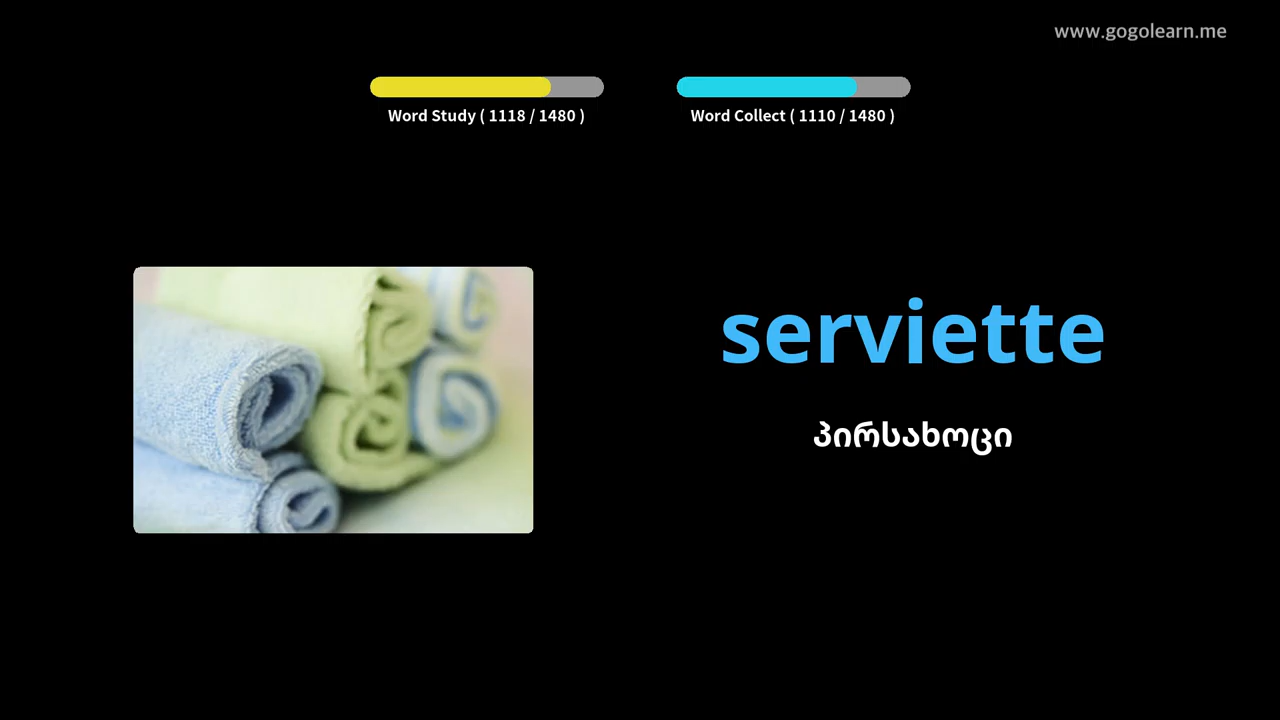 www.gogolearn.me
Word Study ( 1118 / 1480 )
Word Collect ( 1110 / 1480 )
serviette
პირსახოცი